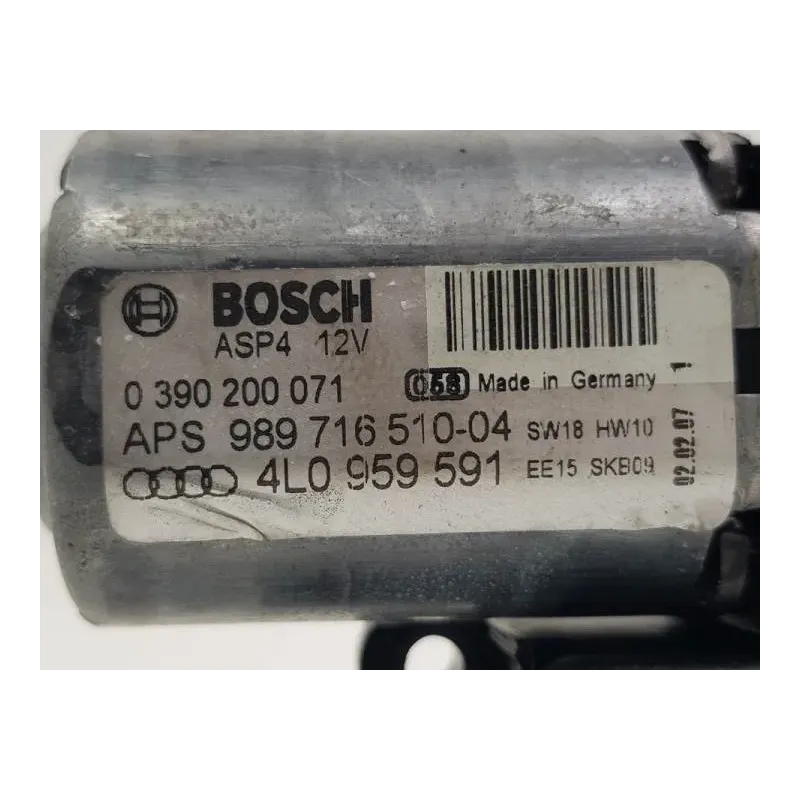 BOSCH
ASP4 12V
0 390 200 071 Made in Germany
APS 989 716 510-04 SW18 HW10
4L0 959 591 EE15 SKB09
02.02.07 1